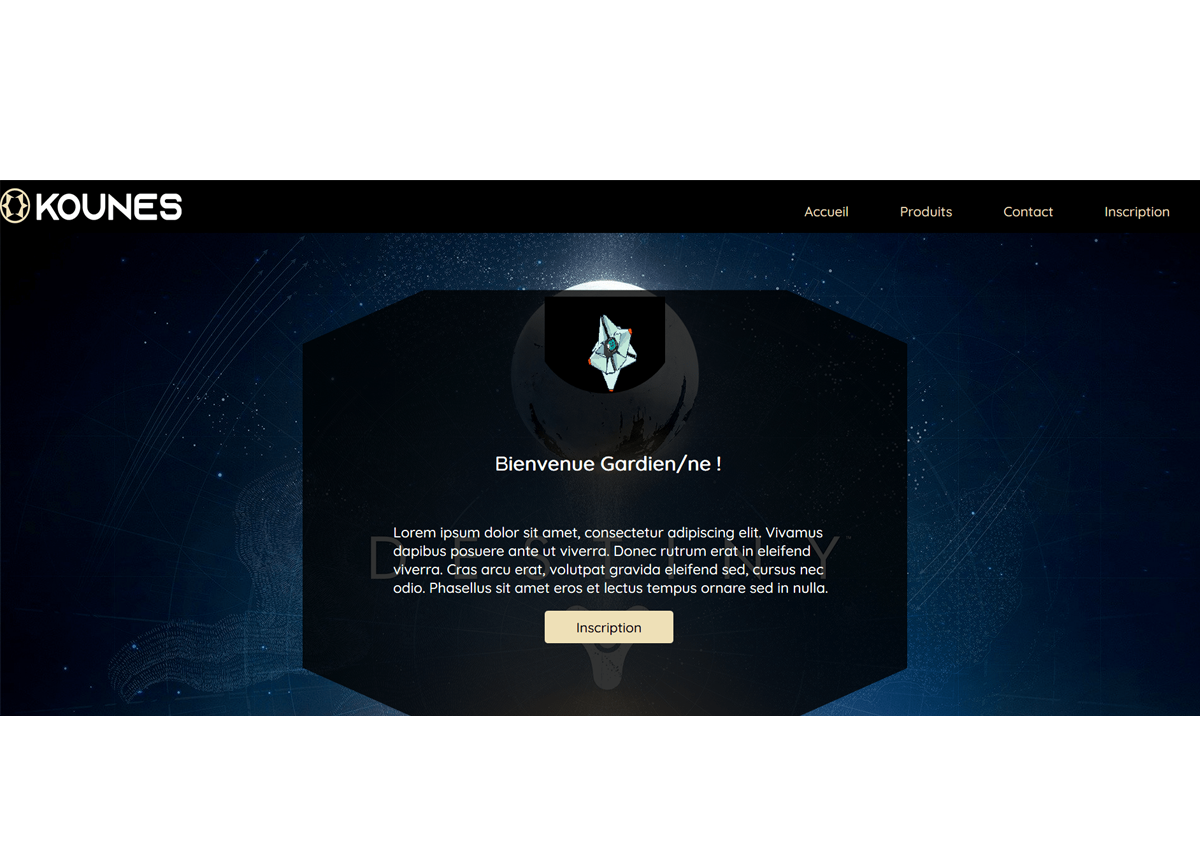 KOUNES
Accueil Produits Contact Inscription
Bienvenue Gardien/ne !
Lorem ipsum dolor sit amet, consectetur adipiscing elit. Vivamus
dapibus posuere ante ut viverra. Donec rutrum erat in eleifend
viverra. Cras arcu erat, volutpat gravida eleifend sed, cursus nec
odio. Phasellus sit amet eros et lectus tempus ornare sed in nulla.
DESTINY
Inscription